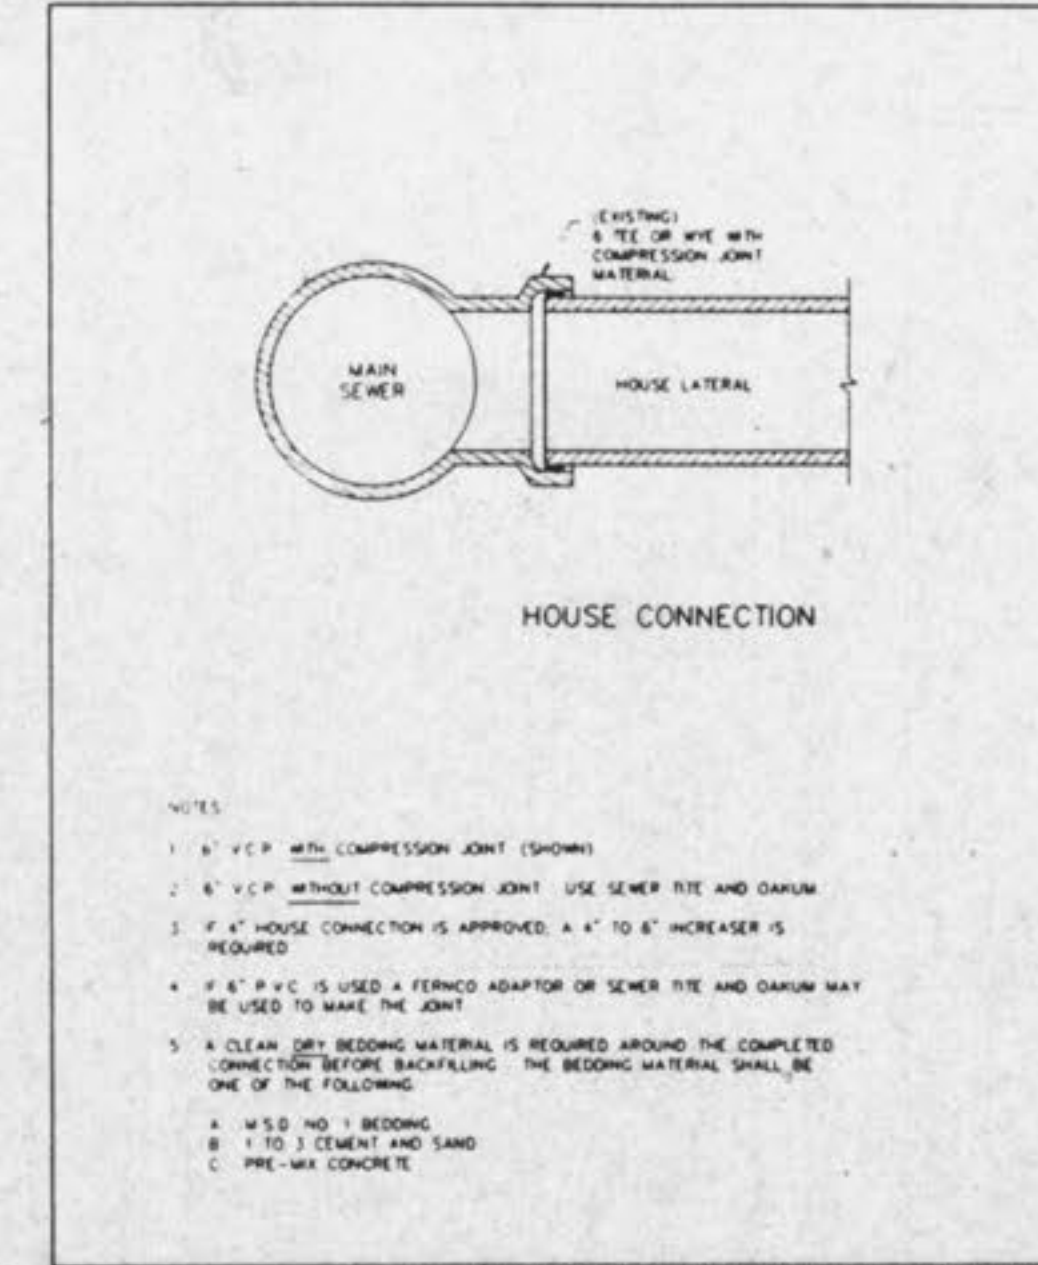 (EXISTING)
6 TEE OR WYE WITH
COMPRESSION JOINT
MATERIAL
MAIN
SEWER
HOUSE LATERAL
HOUSE CONNECTION
NOTES
1 6" V C P WITH COMPRESSION JOINT (SHOWN)
2 6" V C P WITHOUT COMPRESSION JOINT USE SEWER TITE AND OAKUM
3 IF 4" HOUSE CONNECTION IS APPROVED, A 4" TO 6" INCREASER IS
REQUIRED
4 IF 6" P V C IS USED A FERNCO ADAPTOR OR SEWER TITE AND OAKUM MAY
BE USED TO MAKE THE JOINT
5 A CLEAN DRY BEDDING MATERIAL IS REQUIRED AROUND THE COMPLETED
CONNECTION BEFORE BACKFILLING THE BEDDING MATERIAL SHALL BE
ONE OF THE FOLLOWING
A M S D NO 1 BEDDING
B 1 TO 3 CEMENT AND SAND
C PRE-MIX CONCRETE